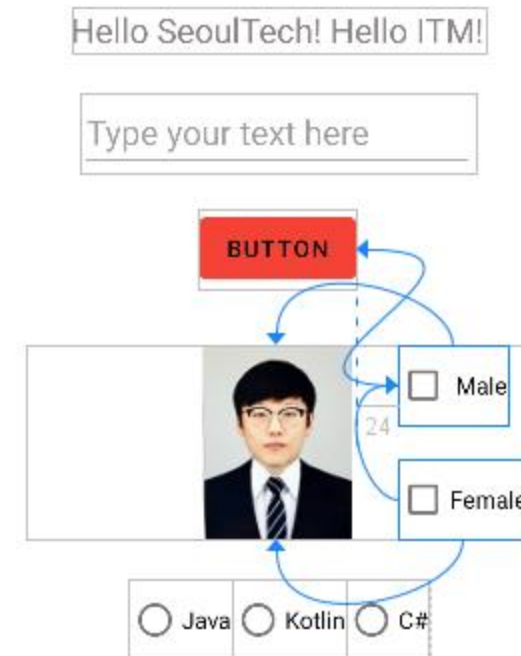 Hello SeoulTech! Hello ITM!
Type your text here
BUTTON
Male
24
Female
Java Kotlin C#